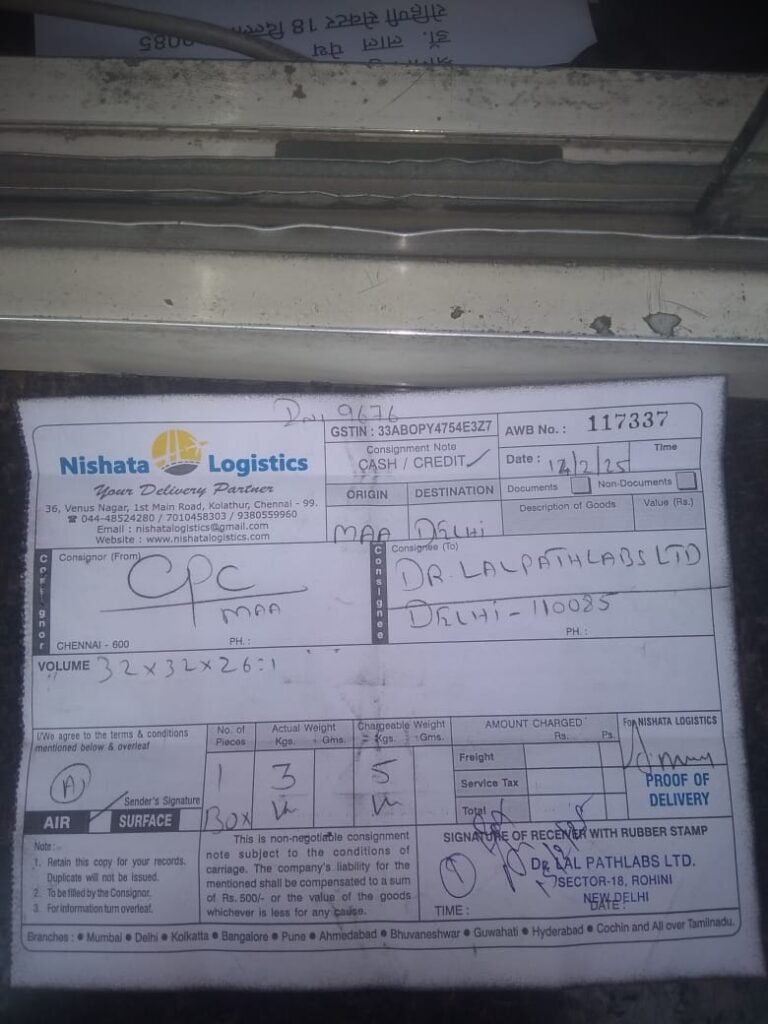 रोहिणी सेक्टर 18
डॉ. लाल पैथ
0085
9676
Nishata Logistics
Your Delivery Partner
36, Venus Nagar, 1st Main Road, Kolathur, Chennai - 99.
☎ 044-48524280 / 7010458303 / 9380559960
Email : nishatalogistics@gmail.com
Website : www.nishatalogistics.com
GSTIN : 33ABOPY4754E3Z7
Consignment Note
CASH / CREDIT ✓
AWB No. : 117337
Date : 14/2/25
Time
Documents
Non-Documents
ORIGIN
DESTINATION
Description of Goods
Value (Rs.)
MAA
DELHI
Consignor
Consignor (From)
CPC
MAA
CHENNAI - 600
PH. :
Consignee
Consignee (To)
DR. LALPATHLABS LTD
DELHI - 110085
PH. :
VOLUME 32 x 32 x 26 : 1
I/We agree to the terms & conditions
mentioned below & overleaf
A
Sender's Signature
AIR
SURFACE
No. of Pieces
Actual Weight
Kgs. Gms.
Chargeable Weight
Kgs. Gms.
1
3
5
BOX
AMOUNT CHARGED
Rs. Ps.
Freight
Service Tax
Total
For NISHATA LOGISTICS
PROOF OF
DELIVERY
Note :-
1. Retain this copy for your records.
Duplicate will not be issued.
2. To be filled by the Consignor.
3. For information turn overleaf.
This is non-negotiable consignment
note subject to the conditions of
carriage. The company's liability for the
mentioned shall be compensated to a sum
of Rs. 500/- or the value of the goods
whichever is less for any cause.
SIGNATURE OF RECEIVER WITH RUBBER STAMP
DR. LAL PATHLABS LTD.
SECTOR-18, ROHINI
NEW DELHI
TIME :
DATE :
Branches : ● Mumbai ● Delhi ● Kolkatta ● Bangalore ● Pune ● Ahmedabad ● Bhuvaneshwar ● Guwahati ● Hyderabad ● Cochin and All over Tamilnadu.